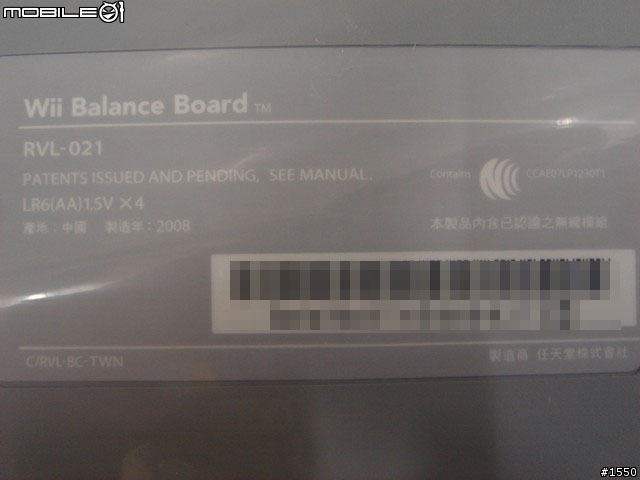 MOBILE01
Wii Balance Board TM
RVL-021
PATENTS ISSUED AND PENDING, SEE MANUAL.
LR6(AA)1.5V ×4
產地：中國 製造年：2008
Contains CCAB07LP1230T1
本製品內含已認證之無線模組
C/RVL-BC-TWN
製造商 任天堂株式會社
#1550